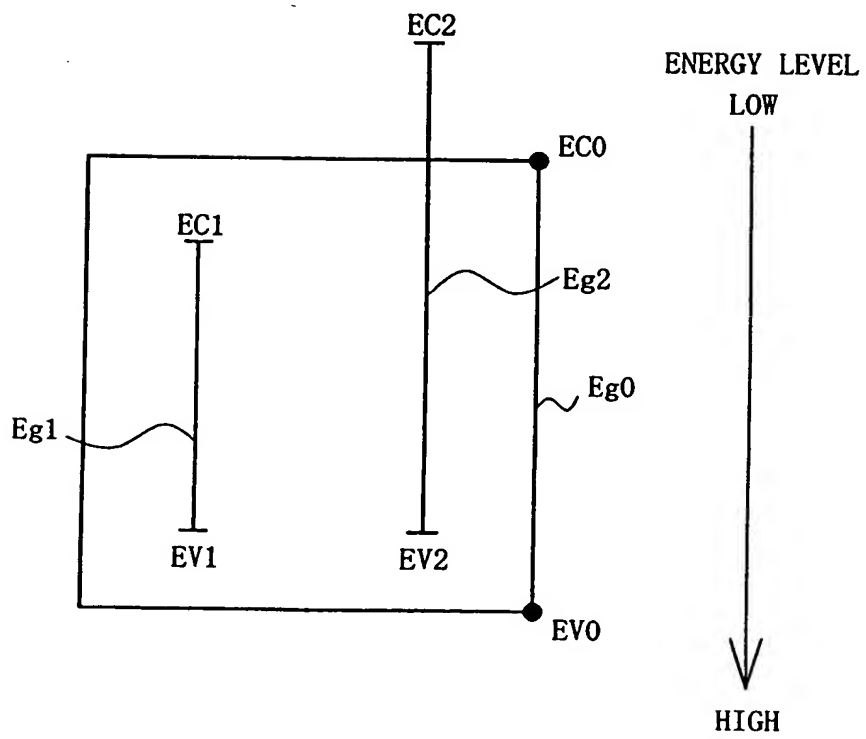 EC2
ENERGY LEVEL
LOW
EC0
EC1
Eg2
Eg0
Eg1
EV1
EV2
EV0
HIGH